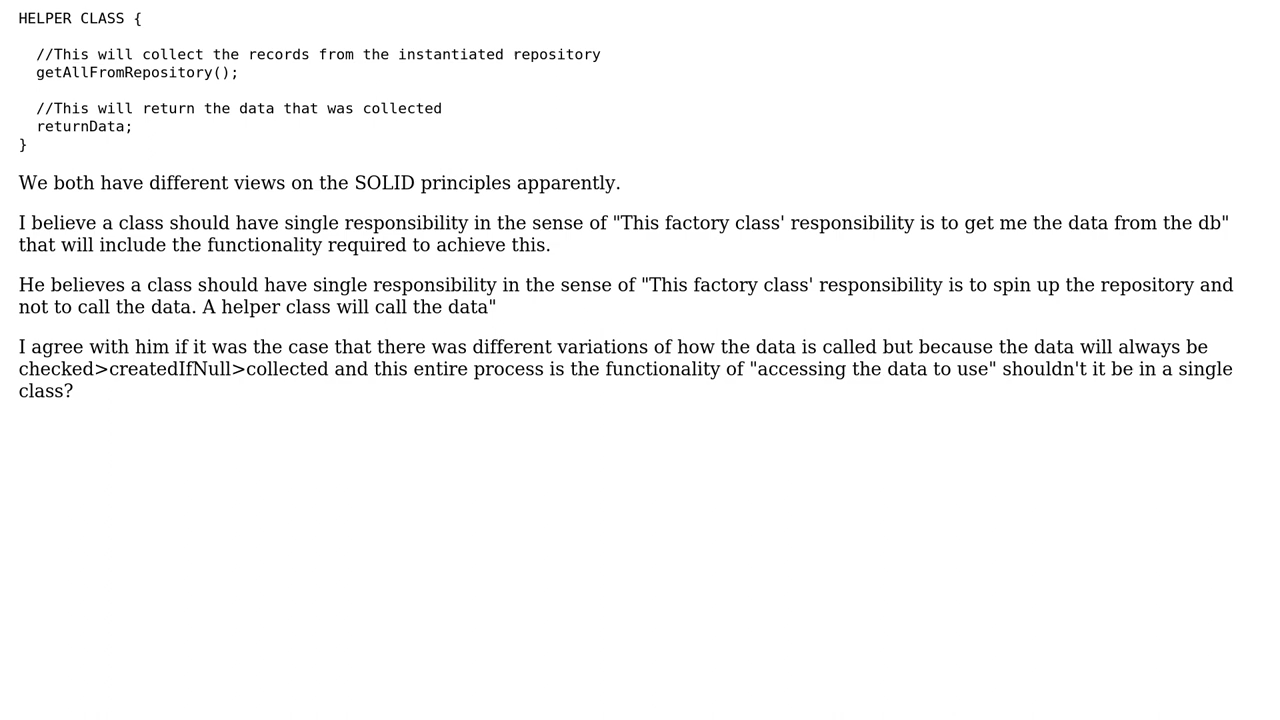 HELPER CLASS {
//This will collect the records from the instantiated repository
getAllFromRepository();
//This will return the data that was collected
returnData;
}
We both have different views on the SOLID principles apparently.
I believe a class should have single responsibility in the sense of "This factory class' responsibility is to get me the data from the db"
that will include the functionality required to achieve this.
He believes a class should have single responsibility in the sense of "This factory class' responsibility is to spin up the repository and
not to call the data. A helper class will call the data"
I agree with him if it was the case that there was different variations of how the data is called but because the data will always be
checked>createdIfNull>collected and this entire process is the functionality of "accessing the data to use" shouldn't it be in a single
class?